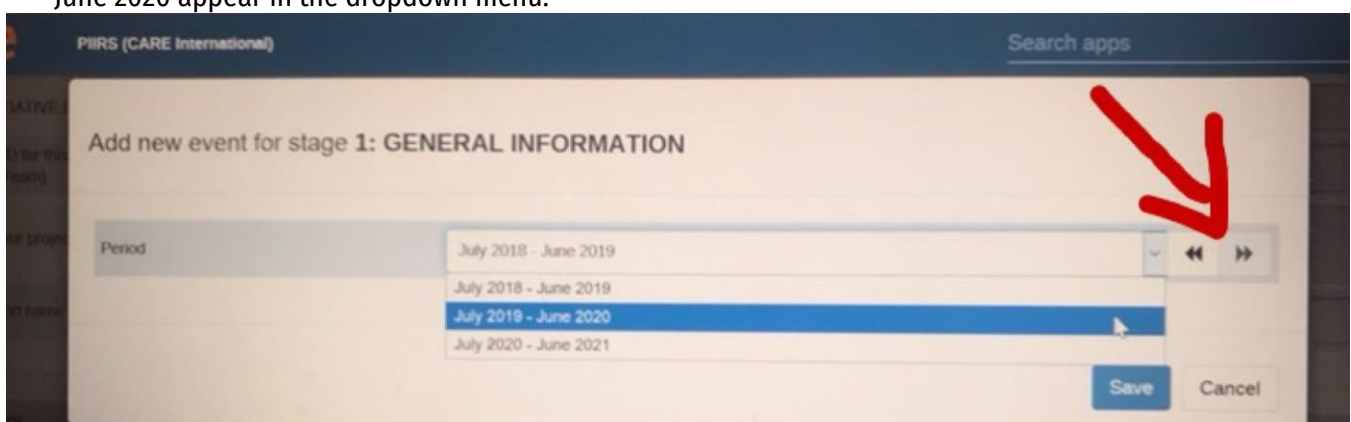 June 2020 appear in the dropdown menu.
PIIRS (CARE International)
Search apps
Add new event for stage 1: GENERAL INFORMATION
Period
July 2018 - June 2019
July 2018 - June 2019
July 2019 - June 2020
July 2020 - June 2021
Save
Cancel